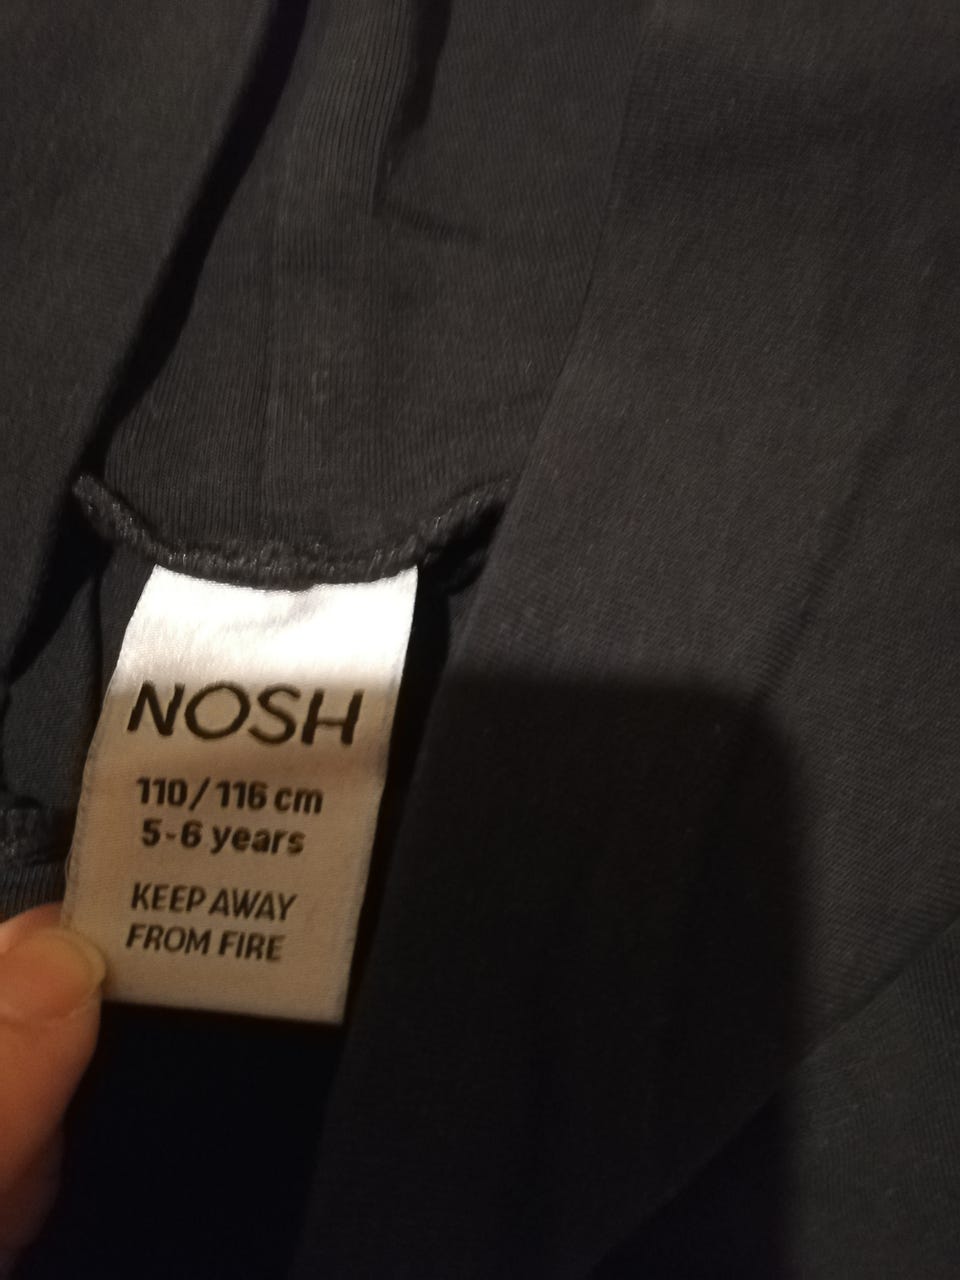 NOSH
110/116 cm
5-6 years
KEEP AWAY
FROM FIRE